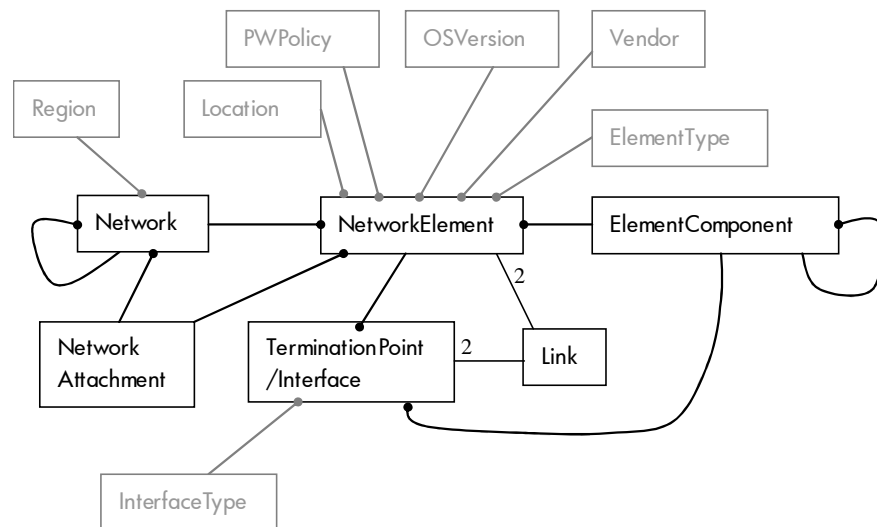 PWPolicy
OSVersion
Vendor
Region
Location
ElementType
Network
NetworkElement
ElementComponent
2
Network
Attachment
TerminationPoint
/Interface
2
Link
InterfaceType